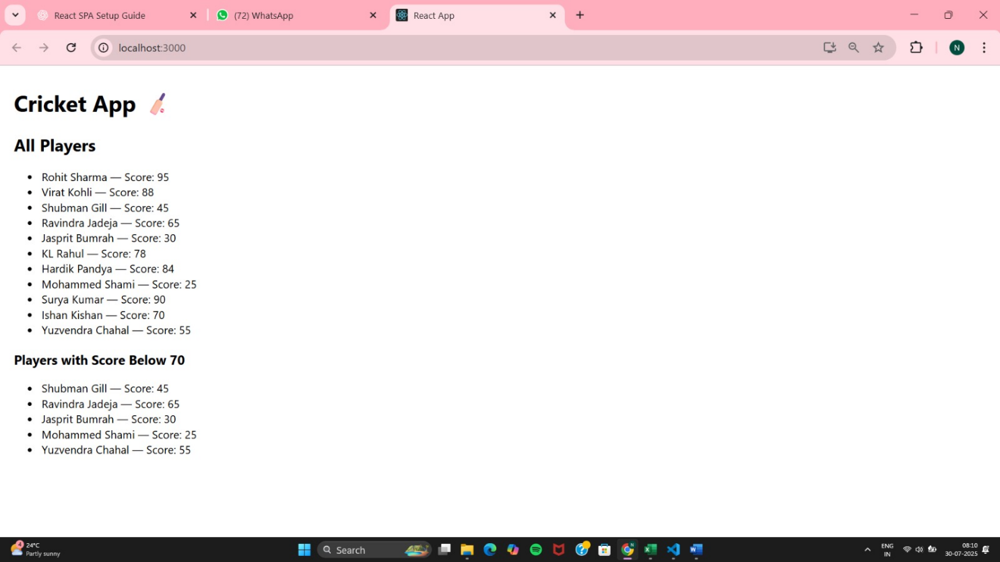 React SPA Setup Guide
(72) WhatsApp
React App
localhost:3000
N
Cricket App
All Players
Rohit Sharma — Score: 95
Virat Kohli — Score: 88
Shubman Gill — Score: 45
Ravindra Jadeja — Score: 65
Jasprit Bumrah — Score: 30
KL Rahul — Score: 78
Hardik Pandya — Score: 84
Mohammed Shami — Score: 25
Surya Kumar — Score: 90
Ishan Kishan — Score: 70
Yuzvendra Chahal — Score: 55
Players with Score Below 70
Shubman Gill — Score: 45
Ravindra Jadeja — Score: 65
Jasprit Bumrah — Score: 30
Mohammed Shami — Score: 25
Yuzvendra Chahal — Score: 55
4
24°C
Partly sunny
Search
ENG
IN
08:10
30-07-2025